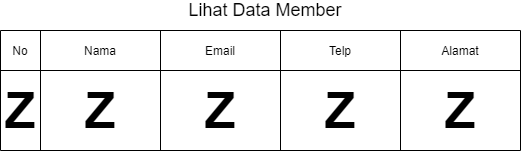 Lihat Data Member
No Nama Email Telp Alamat
Z Z Z Z Z